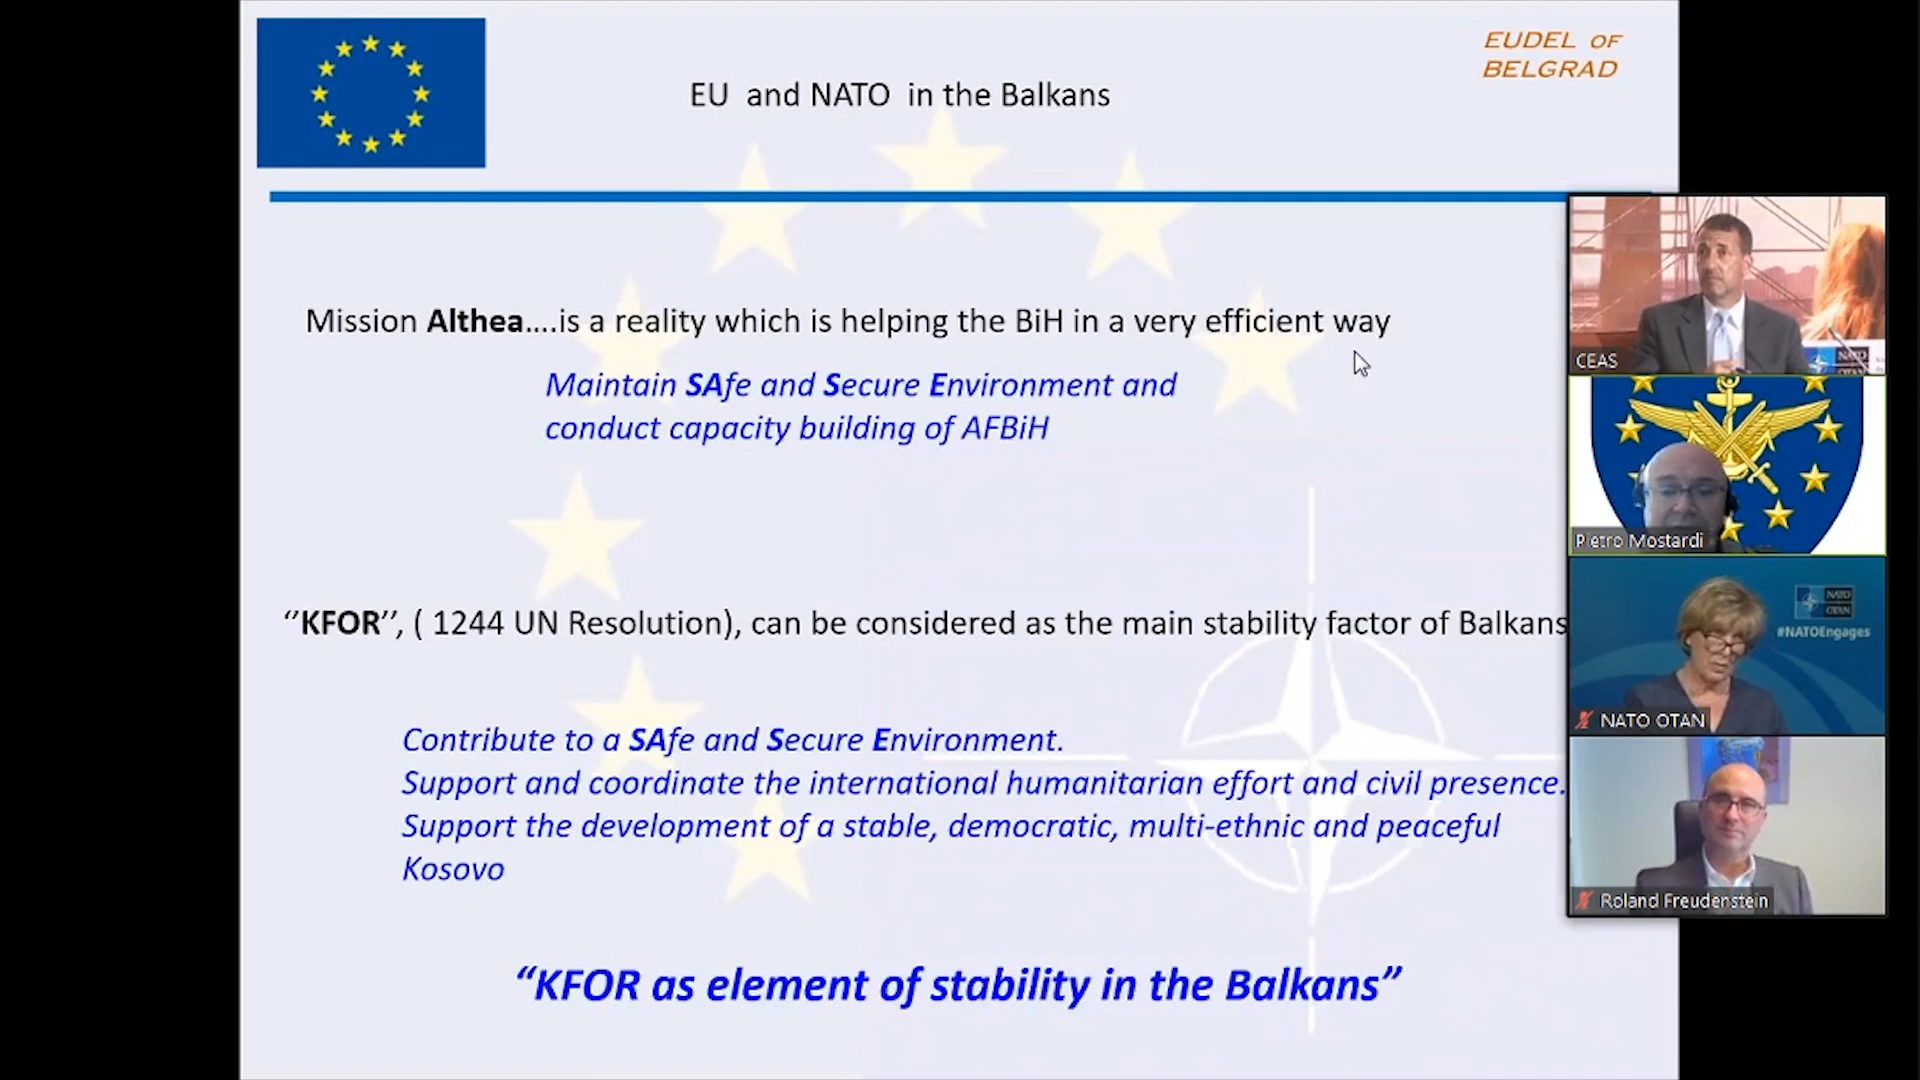 EUDEL OF
BELGRAD
EU and NATO in the Balkans
Mission Althea....is a reality which is helping the BiH in a very efficient way
Maintain SAfe and Secure Environment and
conduct capacity building of AFBiH
‘’KFOR’’, ( 1244 UN Resolution), can be considered as the main stability factor of Balkans
Contribute to a SAfe and Secure Environment.
Support and coordinate the international humanitarian effort and civil presence.
Support the development of a stable, democratic, multi-ethnic and peaceful
Kosovo
“KFOR as element of stability in the Balkans”
CEAS
NATO
OTAN
Pietro Mostardi
NATO
OTAN
#NATOEngages
NATO OTAN
Roland Freudenstein